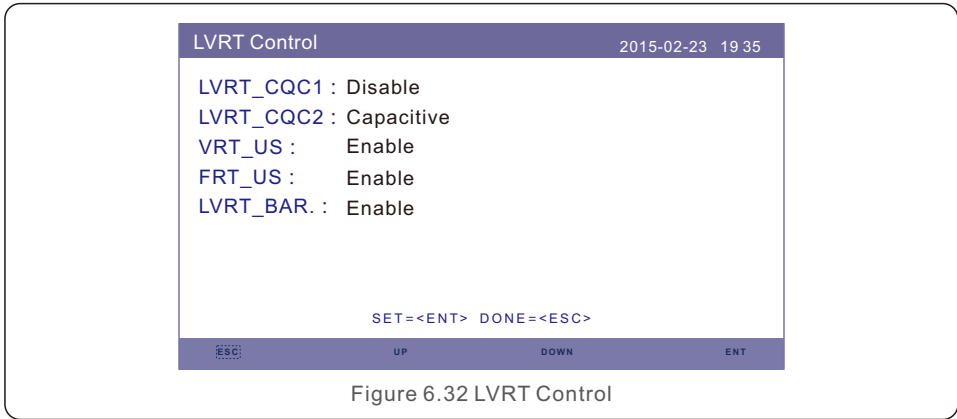 LVRT Control 2015-02-23 19 35
LVRT_CQC1 : Disable
LVRT_CQC2 : Capacitive
VRT_US : Enable
FRT_US : Enable
LVRT_BAR. : Enable
SET=<ENT> DONE=<ESC>
ESC UP DOWN ENT
Figure 6.32 LVRT Control